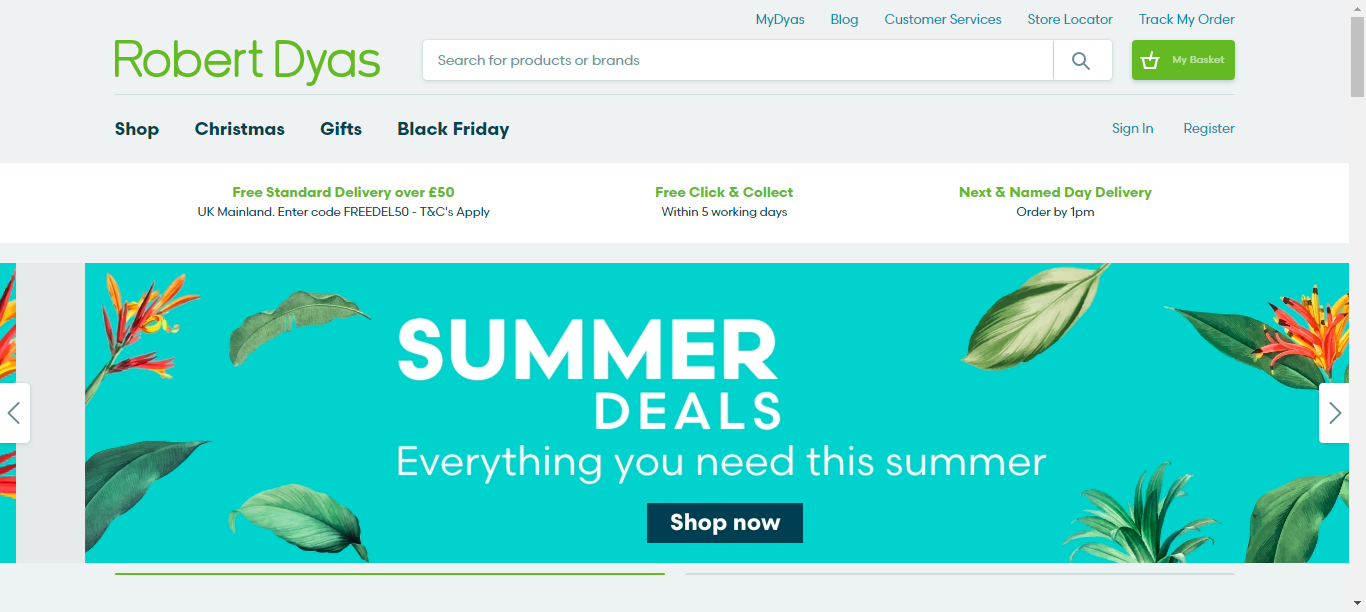 MyDyas Blog Customer Services Store Locator Track My Order
Robert Dyas
Search for products or brands
My Basket
Shop Christmas Gifts Black Friday
Sign In Register
Free Standard Delivery over £50
UK Mainland. Enter code FREEDEL50 - T&C's Apply
Free Click & Collect
Within 5 working days
Next & Named Day Delivery
Order by 1pm
SUMMER
DEALS
Everything you need this summer
Shop now